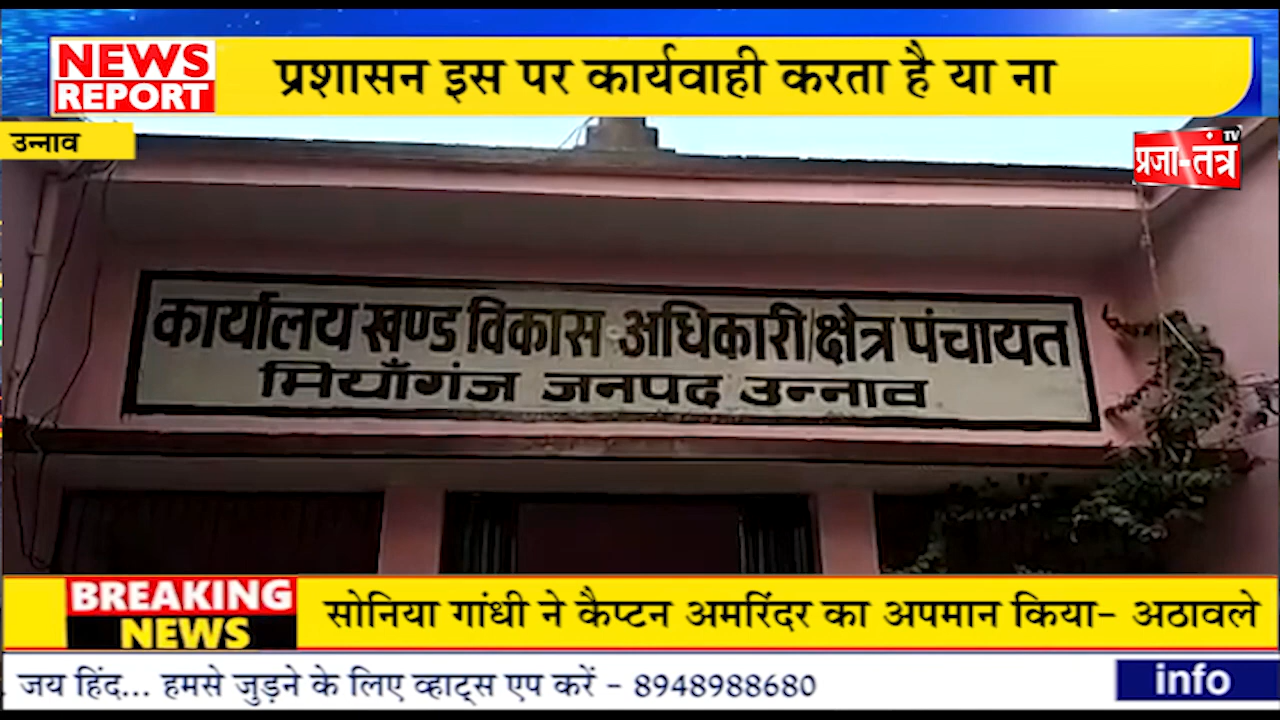 NEWS
REPORT
प्रशासन इस पर कार्यवाही करता है या ना
उन्नाव
प्रजा-तंत्र TV
कार्यालय खण्ड विकास अधिकारी/क्षेत्र पंचायत
मियाँगंज जनपद उन्नाव
BREAKING
NEWS
सोनिया गांधी ने कैप्टन अमरिंदर का अपमान किया- अठावले
. जय हिंद... हमसे जुड़ने के लिए व्हाट्स एप करें - 8948988680
info